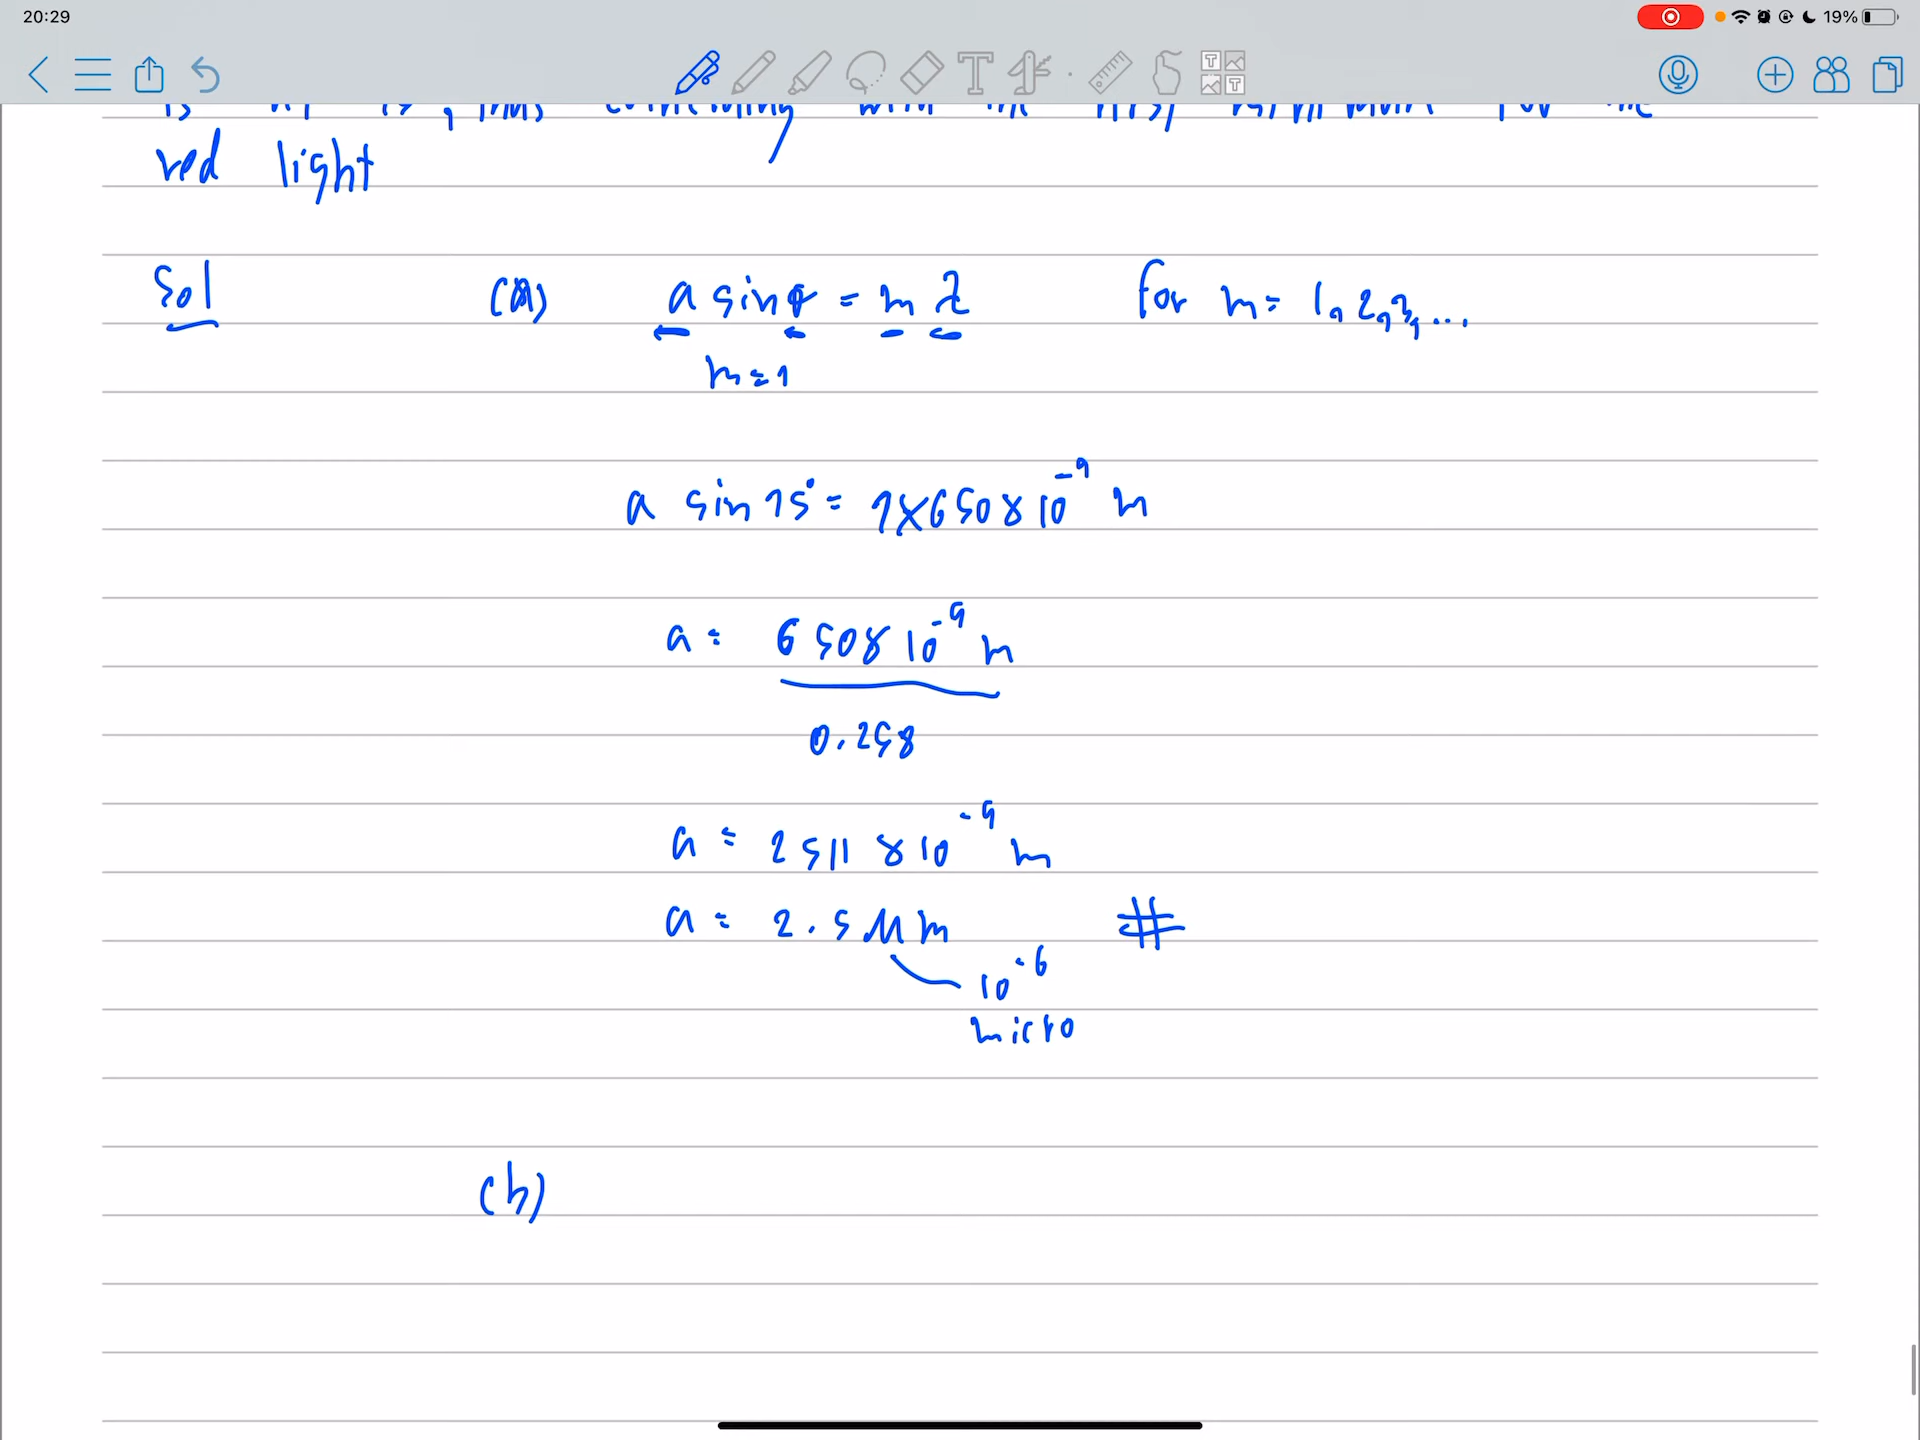 20:29
19%
red light
Sol (a) a sinθ = m λ for m = 1, 2, 3, ...
m = 1
a sin 15° = 1 × 650 × 10⁻⁹ m
a = 650 × 10⁻⁹ m
0.258
a = 2511 × 10⁻⁹ m
a = 2.5 μm #
10⁻⁶
micro
(b)